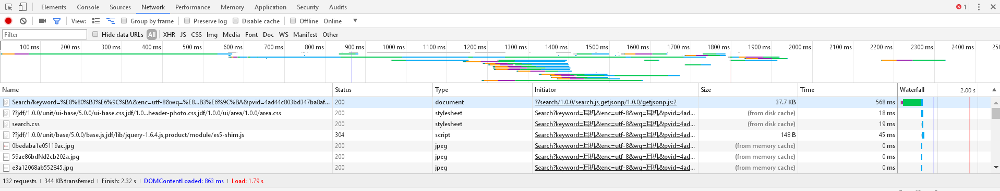 Elements Console Sources Network Performance Memory Application Security Audits 1
View: Group by frame Preserve log Disable cache Offline Online
Filter Hide data URLs All XHR JS CSS Img Media Font Doc WS Manifest Other
100 ms 200 ms 300 ms 400 ms 500 ms 600 ms 700 ms 800 ms 900 ms 1000 ms 1100 ms 1200 ms 1300 ms 1400 ms 1500 ms 1600 ms 1700 ms 1800 ms 1900 ms 2000 ms 2100 ms 2200 ms 2300 ms 2400 ms 250
Name Status Type Initiator Size Time Waterfall 2.00 s
Search?keyword=%E8%80%B3%E6%9C%BA&enc=utf-8&wq=%E8...B3%E6%9C%BA&pvid=4ad44c803bd347ba8af... 200 document ??search/1.0.0/search.js,getjsonp/1.0.0/getjsonp.js:2 37.7 KB 568 ms
??jdf/1.0.0/unit/ui-base/5.0.0/ui-base.css,jdf/1.0...header-photo.css,jdf/1.0.0/ui/area/1.0.0/area.css 200 stylesheet Search?keyword=耳机&enc=utf-8&wq=耳机&pvid=4ad... (from disk cache) 18 ms
search.css 200 stylesheet Search?keyword=耳机&enc=utf-8&wq=耳机&pvid=4ad... (from disk cache) 19 ms
??jdf/1.0.0/unit/base/5.0.0/base.js,jdf/lib/jquery-1.6.4.js,product/module/es5-shim.js 304 script Search?keyword=耳机&enc=utf-8&wq=耳机&pvid=4ad... 148 B 45 ms
0bedaba1e05119ac.jpg 200 jpeg Search?keyword=耳机&enc=utf-8&wq=耳机&pvid=4ad... (from memory cache) 0 ms
59ae86bdNd2cb202a.jpg 200 jpeg Search?keyword=耳机&enc=utf-8&wq=耳机&pvid=4ad... (from memory cache) 0 ms
e3a12068ab552845.jpg 200 jpeg Search?keyword=耳机&enc=utf-8&wq=耳机&pvid=4ad... (from memory cache) 0 ms
132 requests | 344 KB transferred | Finish: 2.32 s | DOMContentLoaded: 863 ms | Load: 1.79 s